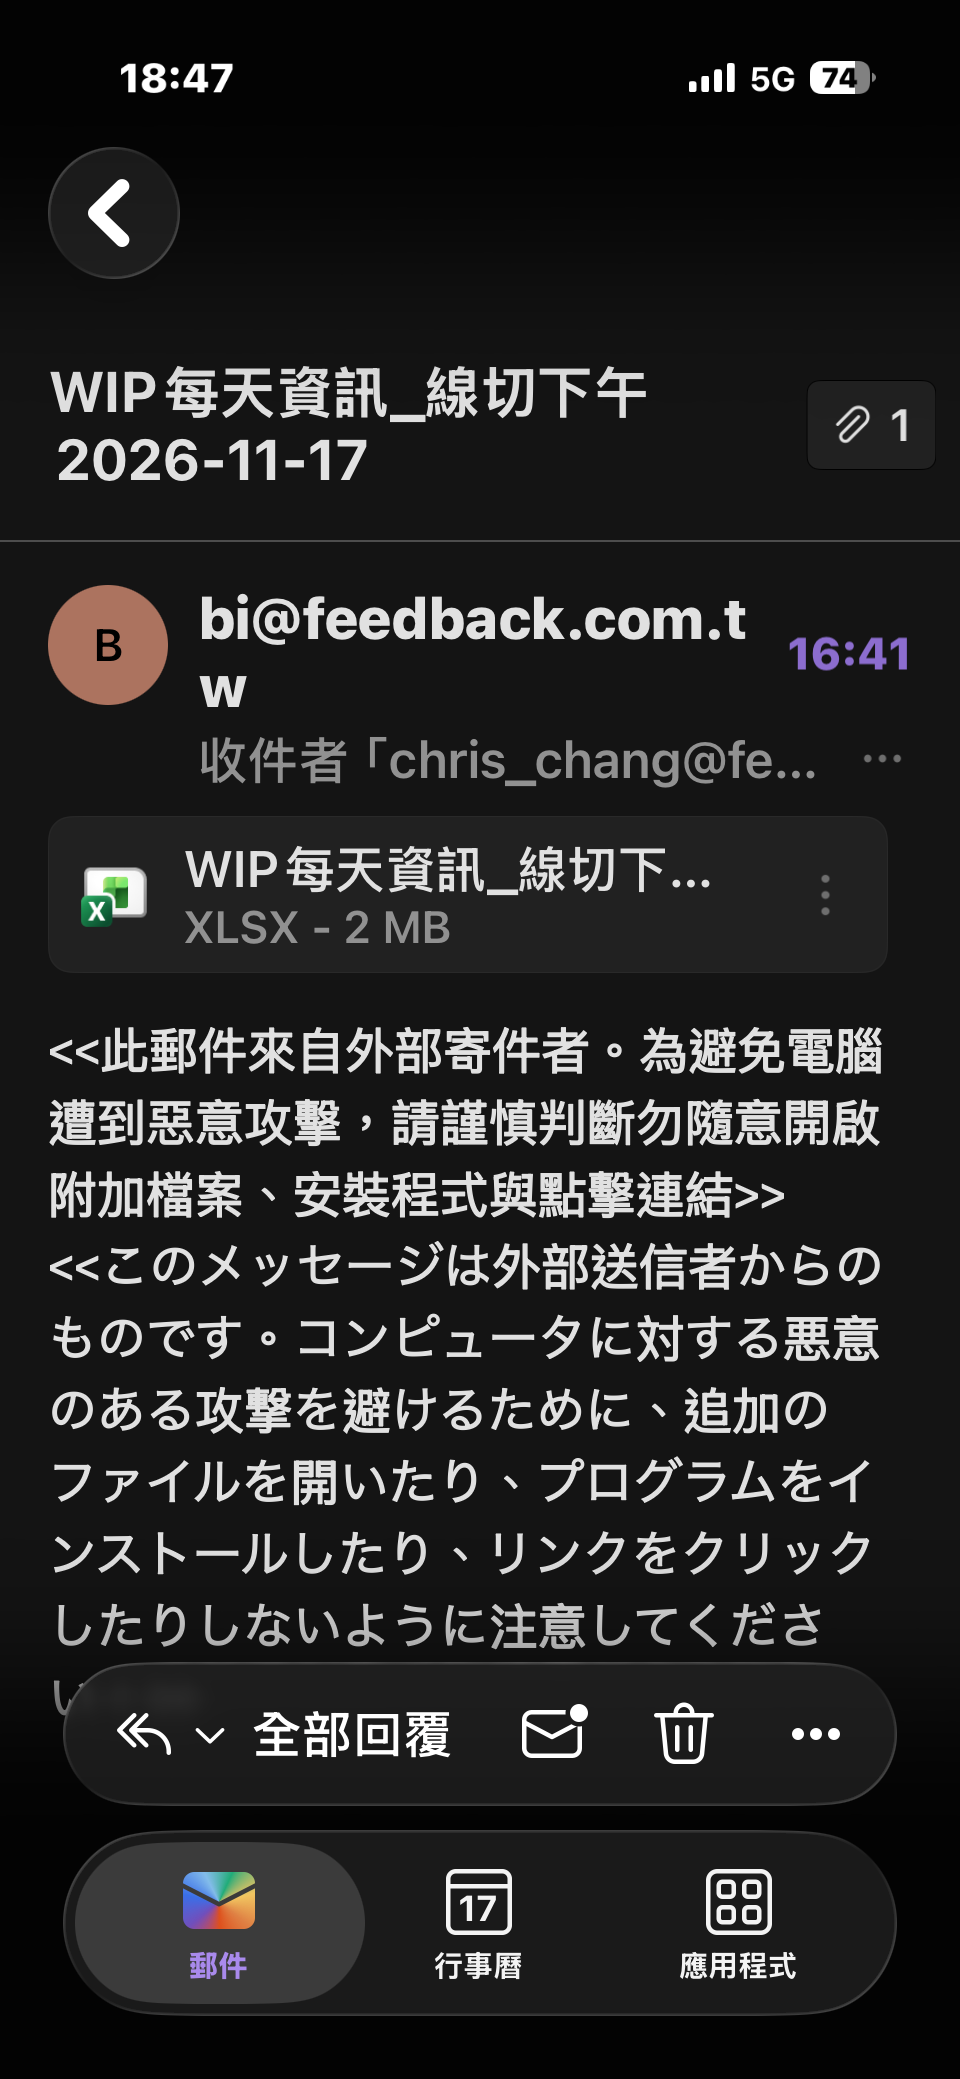 18:47
5G 74
WIP每天資訊_線切下午
2026-11-17
1
B
bi@feedback.com.t
w
16:41
收件者「chris_chang@fe...
WIP每天資訊_線切下...
XLSX - 2 MB
<<此郵件來自外部寄件者。為避免電腦
遭到惡意攻擊，請謹慎判斷勿隨意開啟
附加檔案、安裝程式與點擊連結>>
<<このメッセージは外部送信者からの
ものです。コンピュータに対する悪意
のある攻撃を避けるために、追加の
ファイルを開いたり、プログラムをイ
ンストールしたり、リンクをクリック
したりしないように注意してくださ
い
全部回覆
17
郵件
行事曆
應用程式